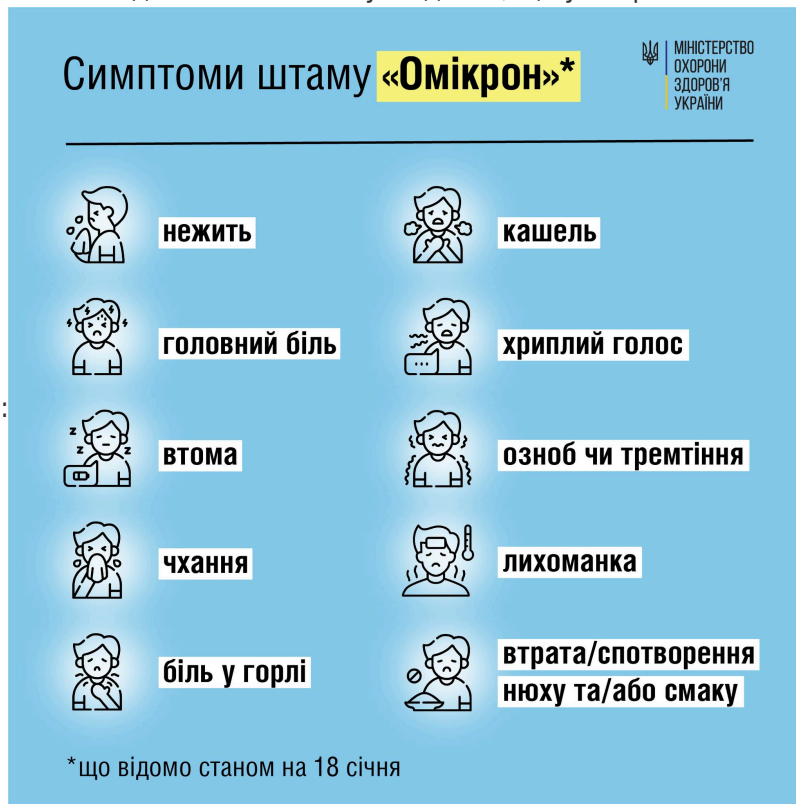 Симптоми штаму «Омікрон»*
МІНІСТЕРСТВО
ОХОРОНИ
ЗДОРОВ'Я
УКРАЇНИ
нежить
головний біль
втома
чхання
біль у горлі
кашель
хриплий голос
озноб чи тремтіння
лихоманка
втрата/спотворення
нюху та/або смаку
*що відомо станом на 18 січня